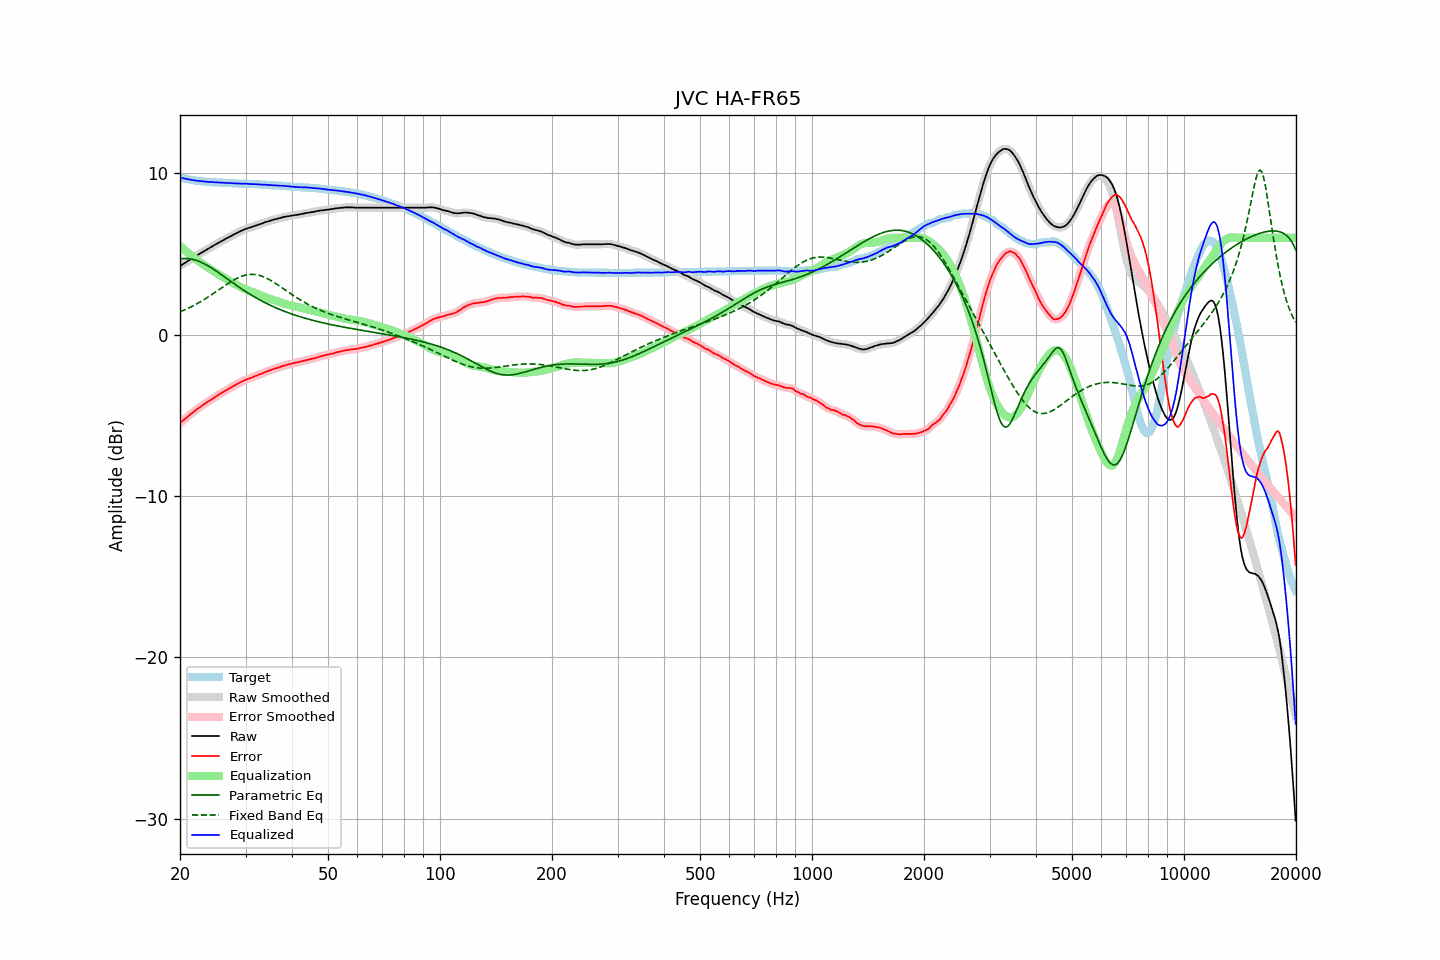 JVC HA-FR65
Amplitude (dBr)
10
0
−10
−20
−30
Target
Raw Smoothed
Error Smoothed
Raw
Error
Equalization
Parametric Eq
Fixed Band Eq
Equalized
20 50 100 200 500 1000 2000 5000 10000 20000
Frequency (Hz)